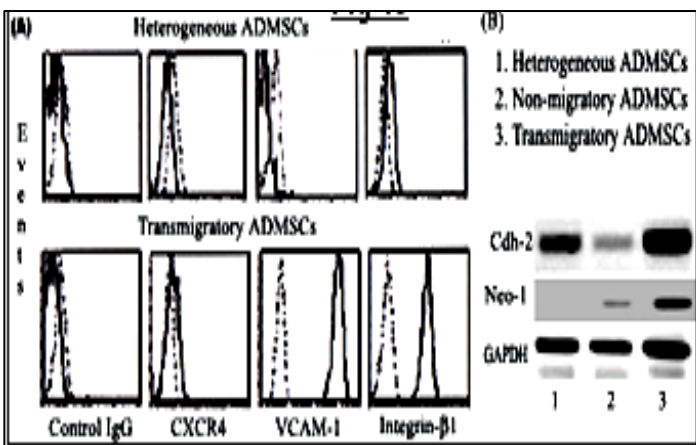 (A)
Heterogeneous ADMSCs
Events
Transmigratory ADMSCs
Control IgG CXCR4 VCAM-1 Integrin-β1
(B)
1. Heterogeneous ADMSCs
2. Non-migratory ADMSCs
3. Transmigratory ADMSCs
Cdh-2
Neo-1
GAPDH
1 2 3